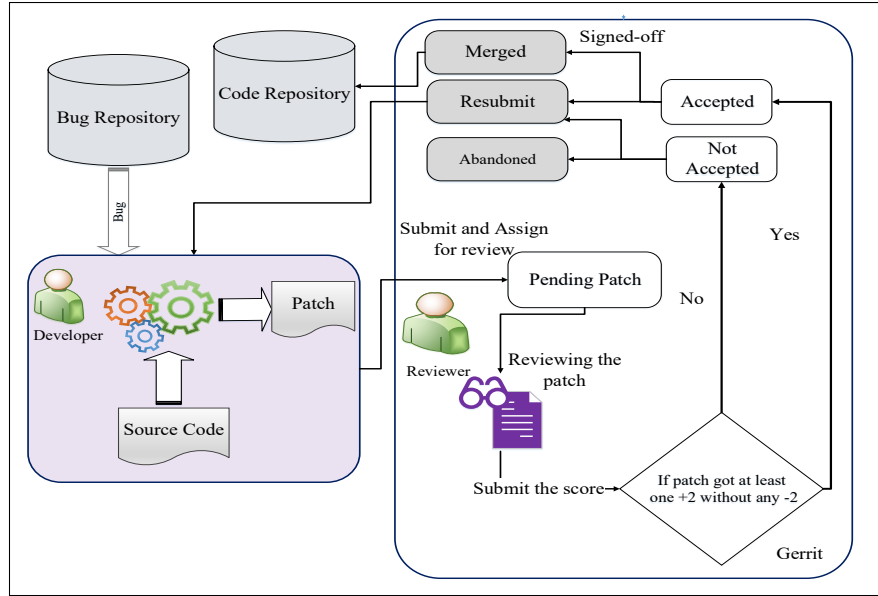 Merged
Signed-off
Code Repository
Resubmit
Accepted
Bug Repository
Abandoned
Not
Accepted
Bug
Submit and Assign
for review
Yes
Pending Patch
Patch
No
Developer
Reviewer
Reviewing the
patch
Source Code
If patch got at least
one +2 without any -2
Submit the score
Gerrit